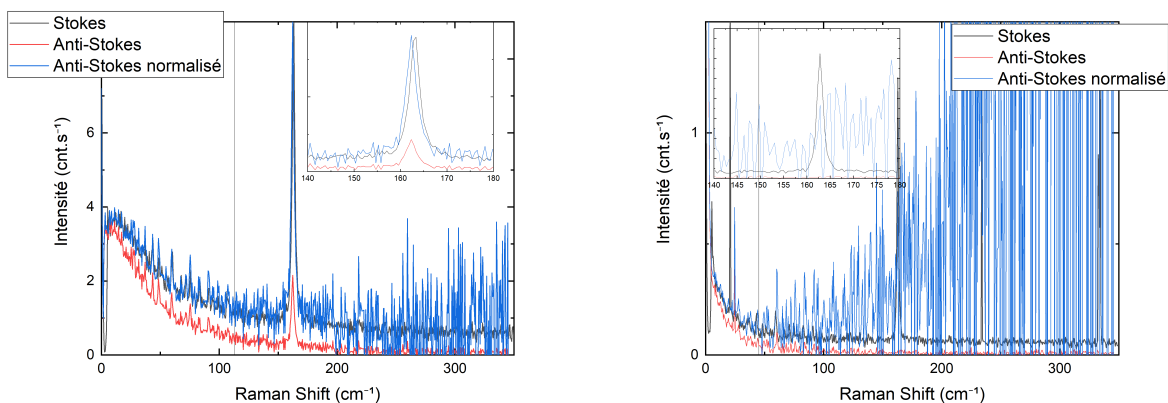 Stokes
Anti-Stokes
Anti-Stokes normalisé
Intensité (cnt.s⁻¹)
8
6
4
2
0
0
100
200
300
Raman Shift (cm⁻¹)
140
150
160
170
180
Stokes
Anti-Stokes
Anti-Stokes normalisé
Intensité (cnt.s⁻¹)
1
0
0
100
200
300
Raman Shift (cm⁻¹)
140
145
150
155
160
165
170
175
180